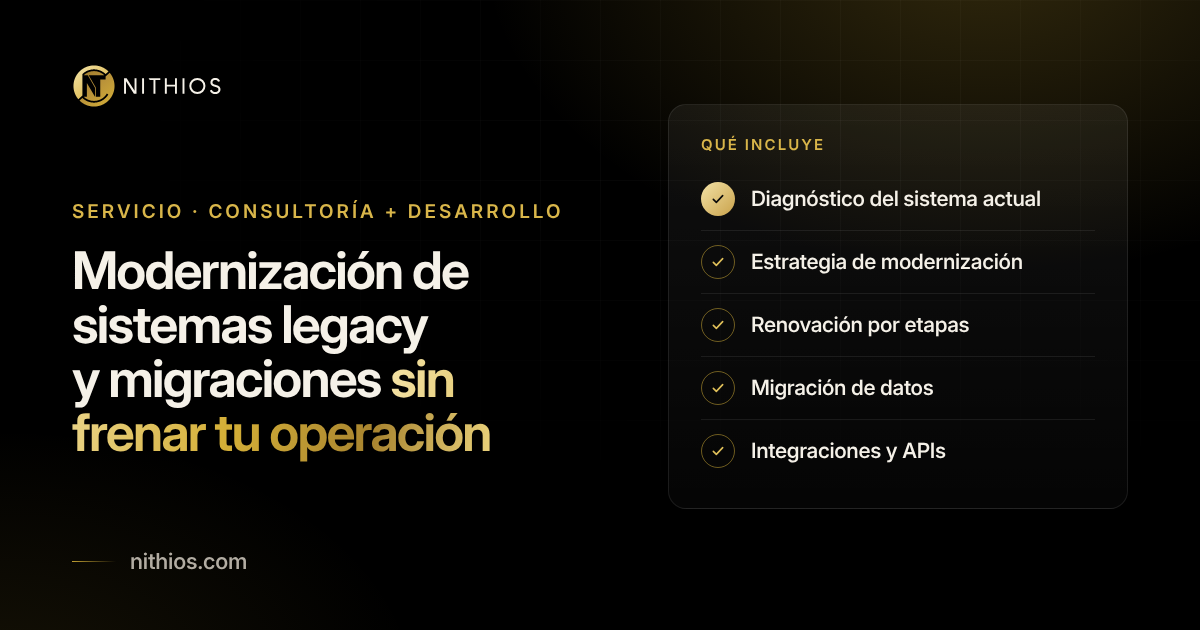 NITHIOS
SERVICIO · CONSULTORÍA + DESARROLLO
Modernización de
sistemas legacy
y migraciones sin
frenar tu operación
nithios.com
QUÉ INCLUYE
Diagnóstico del sistema actual
Estrategia de modernización
Renovación por etapas
Migración de datos
Integraciones y APIs